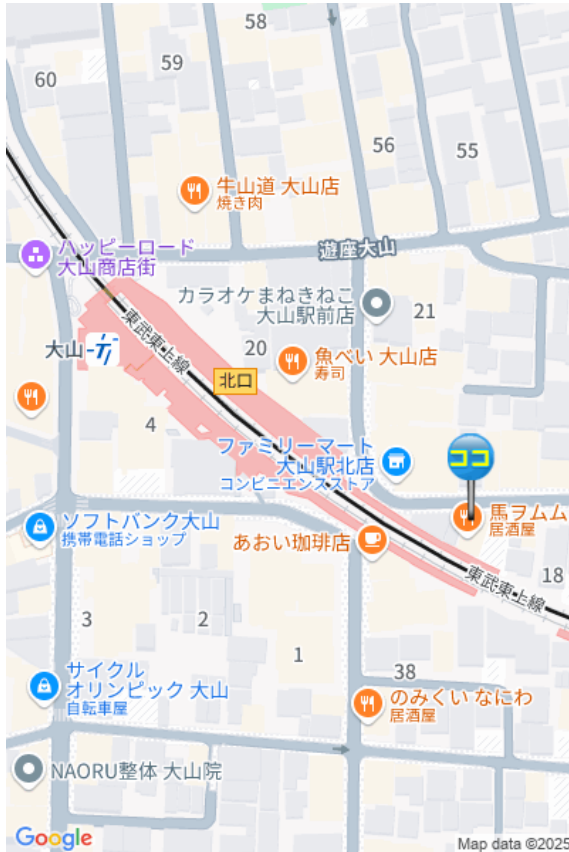 58
59
60
56
55
牛山道 大山店
焼き肉
遊座大山
ハッピーロード
大山商店街
カラオケまねきねこ
大山駅前店
21
東武東上線
大山
20
魚べい 大山店
寿司
北口
4
ファミリーマート
大山駅北店
コンビニエンスストア
ココ
馬ヲムム
居酒屋
ソフトバンク大山
携帯電話ショップ
あおい珈琲店
東武東上線
18
3
2
1
38
サイクル
オリンピック 大山
自転車屋
のみくい なにわ
居酒屋
NAORU整体 大山院
Google
Map data ©2025